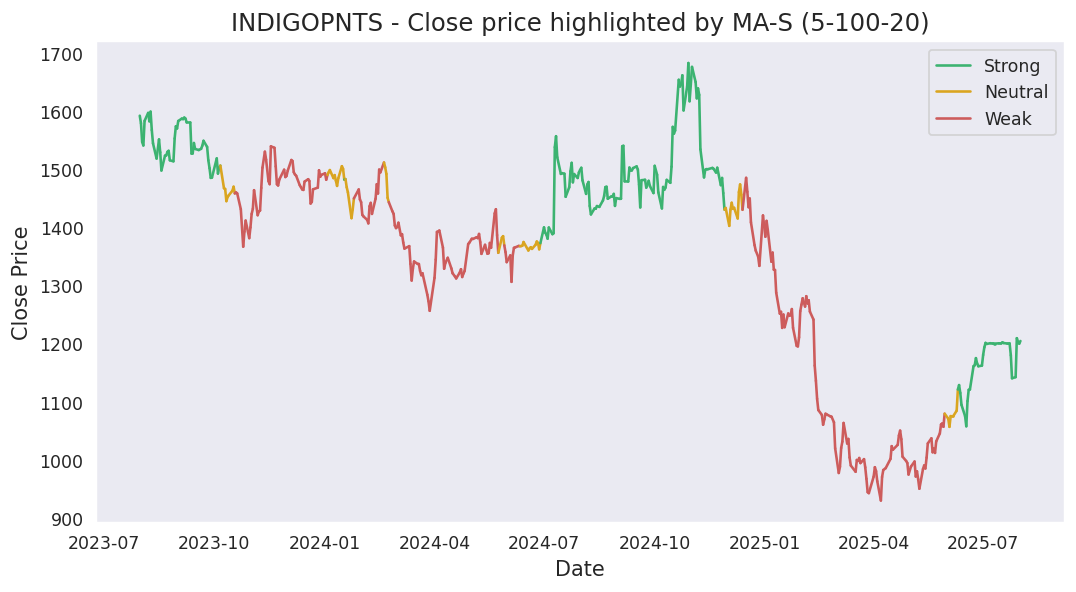 INDIGOPNTS - Close price highlighted by MA-S (5-100-20)
Strong
Neutral
Weak
Close Price
1700
1600
1500
1400
1300
1200
1100
1000
900
2023-07 2023-10 2024-01 2024-04 2024-07 2024-10 2025-01 2025-04 2025-07
Date